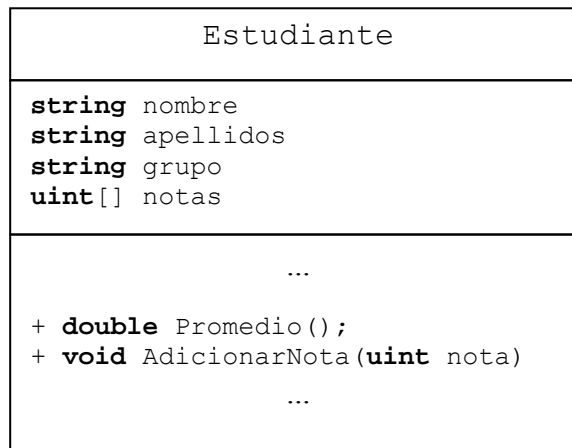 Estudiante
string nombre
string apellidos
string grupo
uint[] notas
...
+ double Promedio();
+ void AdicionarNota(uint nota)
...